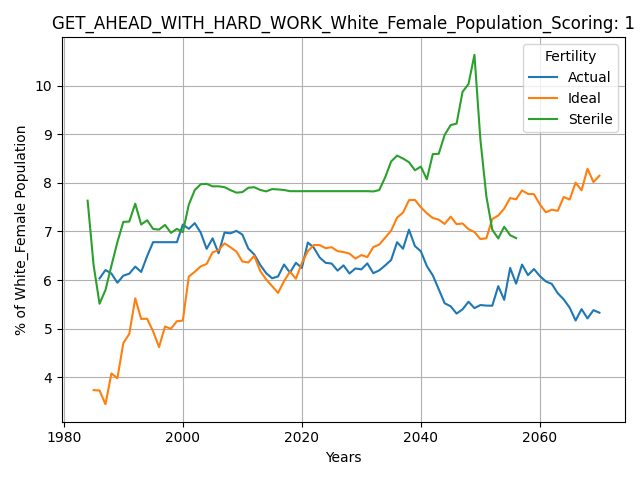 GET_AHEAD_WITH_HARD_WORK_White_Female_Population_Scoring: 1
Fertility
Actual
Ideal
Sterile
% of White_Female Population
10
9
8
7
6
5
4
1980 2000 2020 2040 2060
Years